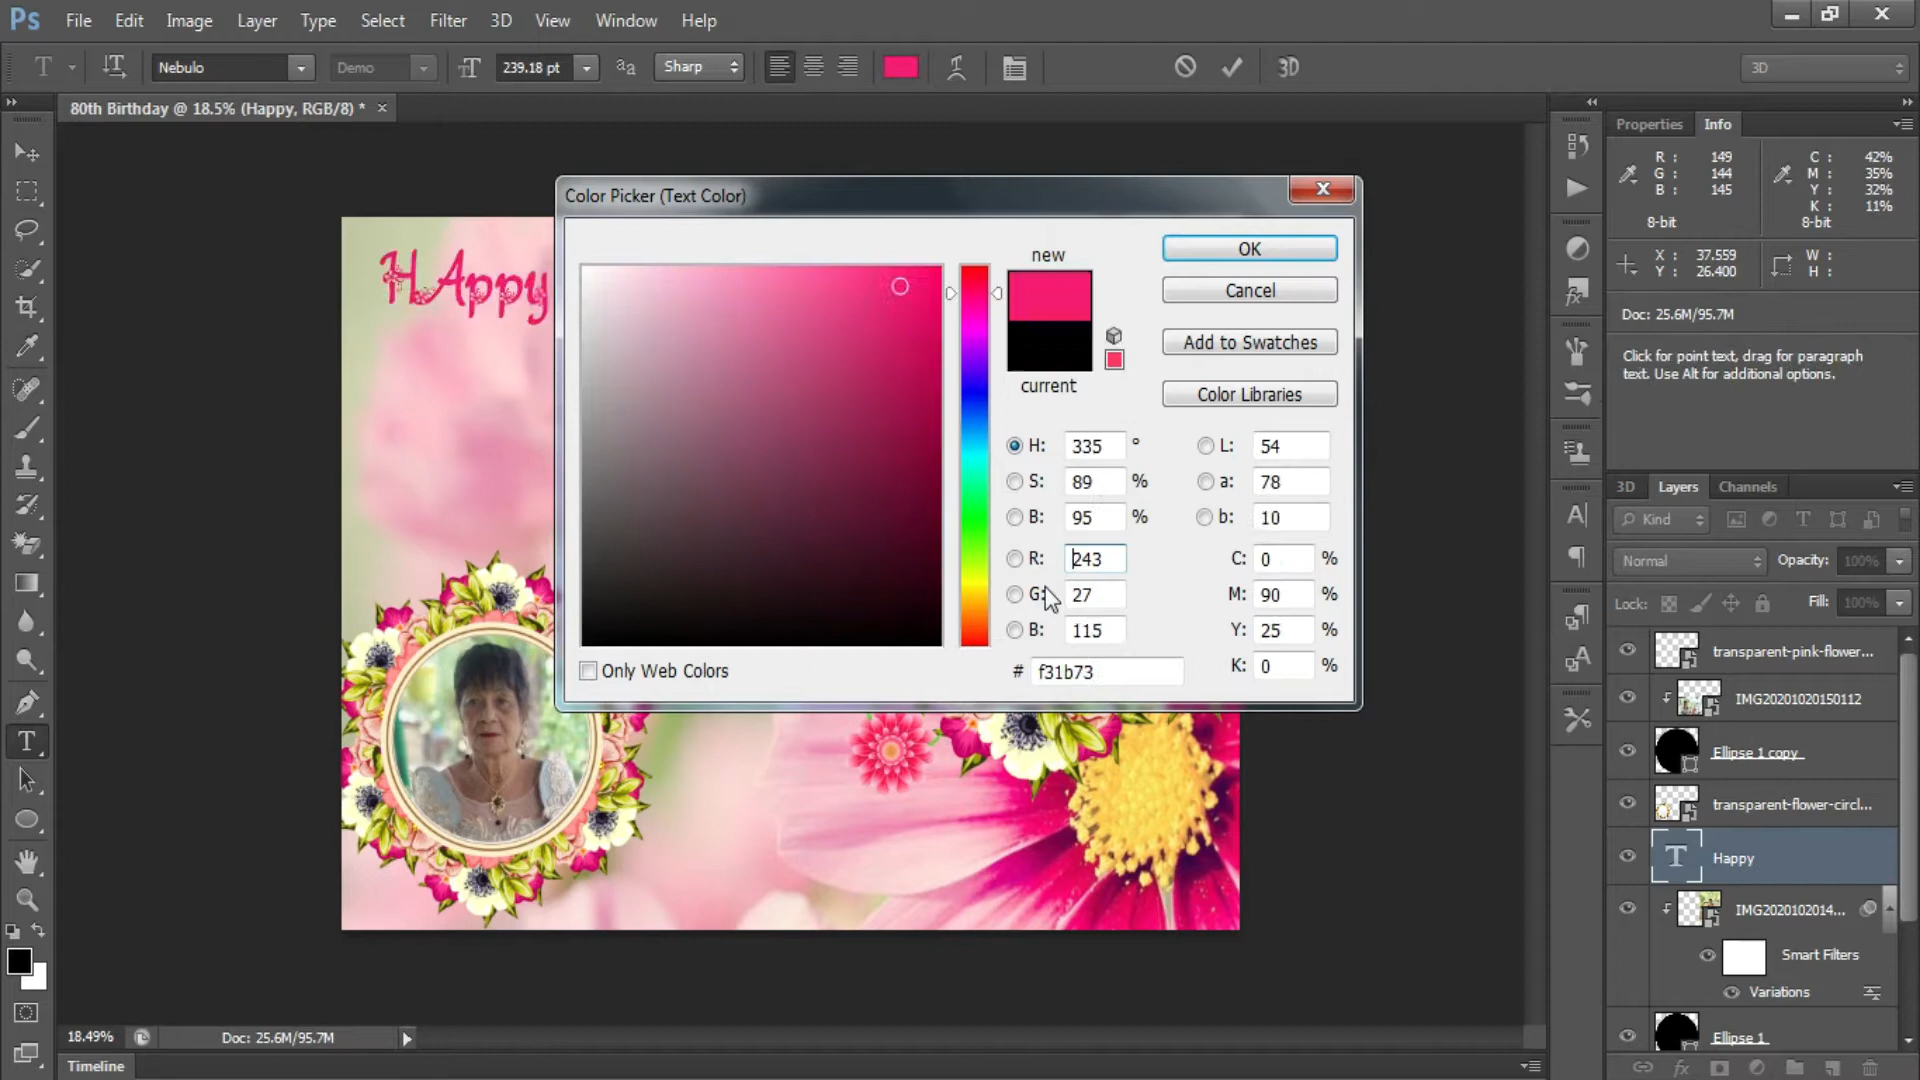 Ps File Edit Image Layer Type Select Filter 3D View Window Help
T Nebulo Demo 239.18 pt aa Sharp 3D 3D
80th Birthday @ 18.5% (Happy, RGB/8) * ×
Properties Info
R : 149 C : 42%
G : 144 M : 35%
B : 145 Y : 32%
K : 11%
8-bit 8-bit
X : 37.559 W :
Y : 26.400 H :
Doc: 25.6M/95.7M
Click for point text, drag for paragraph
text. Use Alt for additional options.
HAppy
Color Picker (Text Color)
new
current
OK
Cancel
Add to Swatches
Color Libraries
H: 335 ° L: 54
S: 89 % a: 78
B: 95 % b: 10
R: 243 C: 0 %
G: 27 M: 90 %
B: 115 Y: 25 %
# f31b73 K: 0 %
Only Web Colors
3D Layers Channels
Kind
Normal Opacity: 100%
Lock: Fill: 100%
transparent-pink-flower...
IMG20201020150112
Ellipse 1 copy
transparent-flower-circl...
T Happy
IMG2020102014...
Smart Filters
Variations
Ellipse 1
18.49% Doc: 25.6M/95.7M
Timeline